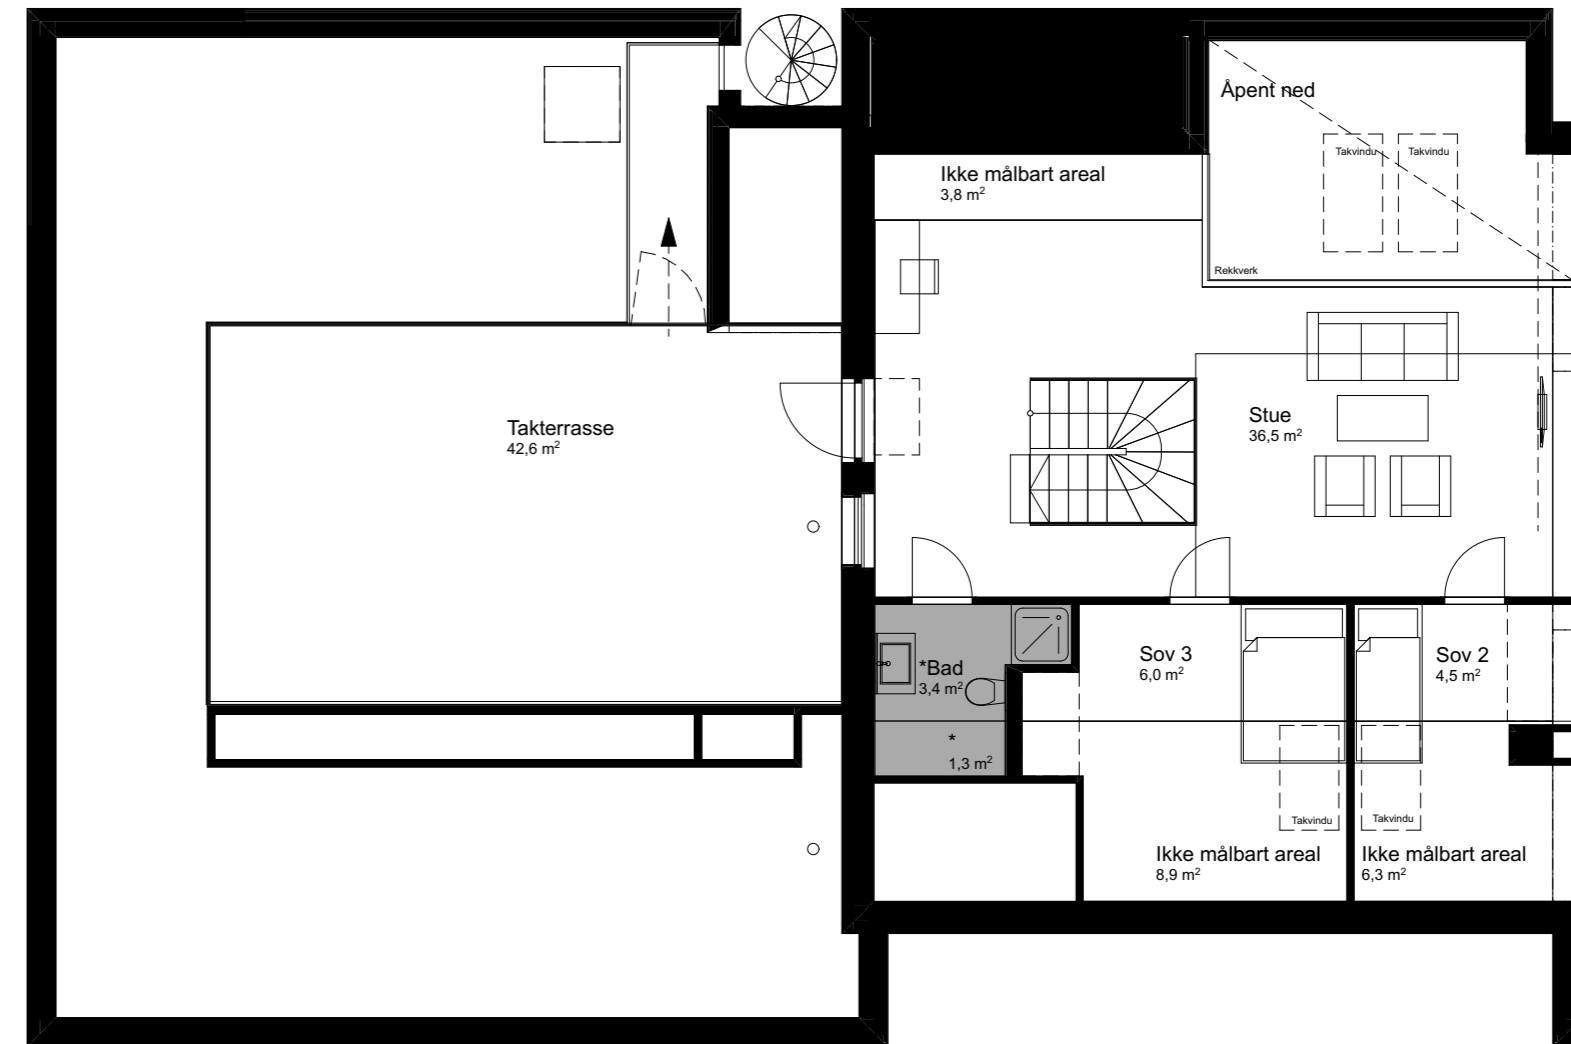 Åpent ned
Takvindu
Takvindu
Ikke målbart areal
3,8 m²
Rekkverk
Takterrasse
42,6 m²
Stue
36,5 m²
*Bad
3,4 m²
*
1,3 m²
Sov 3
6,0 m²
Sov 2
4,5 m²
Takvindu
Takvindu
Ikke målbart areal
8,9 m²
Ikke målbart areal
6,3 m²